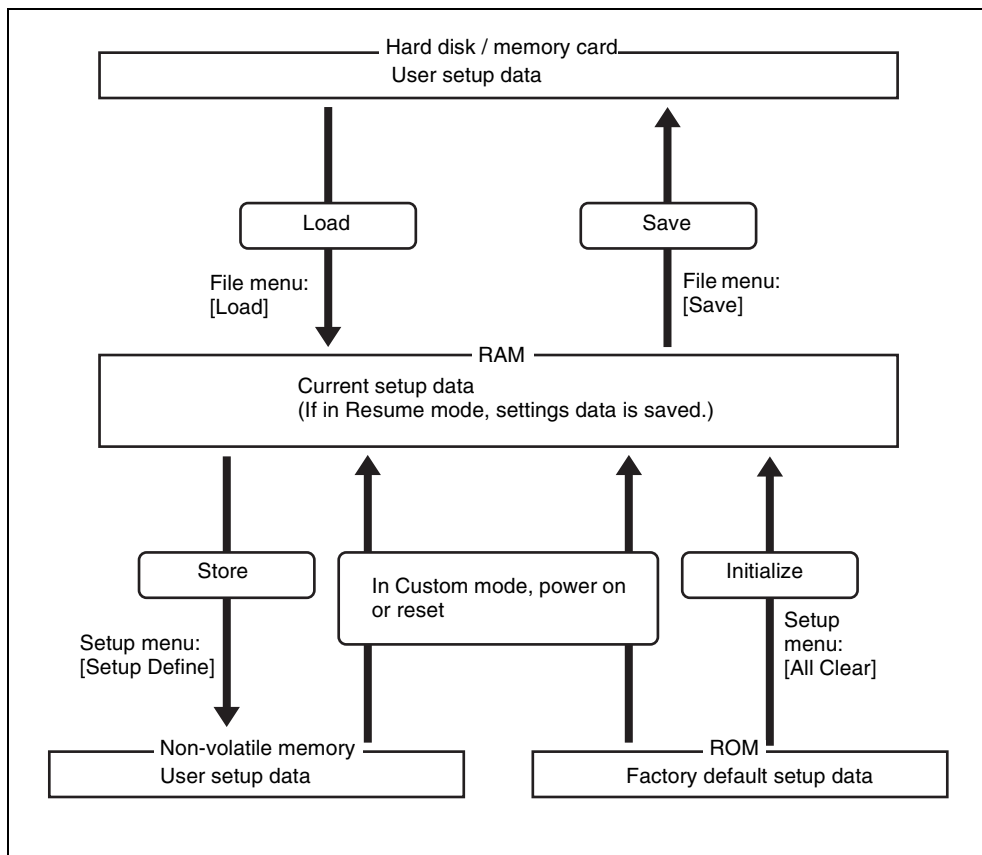 Hard disk / memory card
User setup data
Load
Save
File menu:
[Load]
File menu:
[Save]
RAM
Current setup data
(If in Resume mode, settings data is saved.)
Store
In Custom mode, power on
or reset
Initialize
Setup menu:
[Setup Define]
Setup
menu:
[All Clear]
Non-volatile memory
User setup data
ROM
Factory default setup data